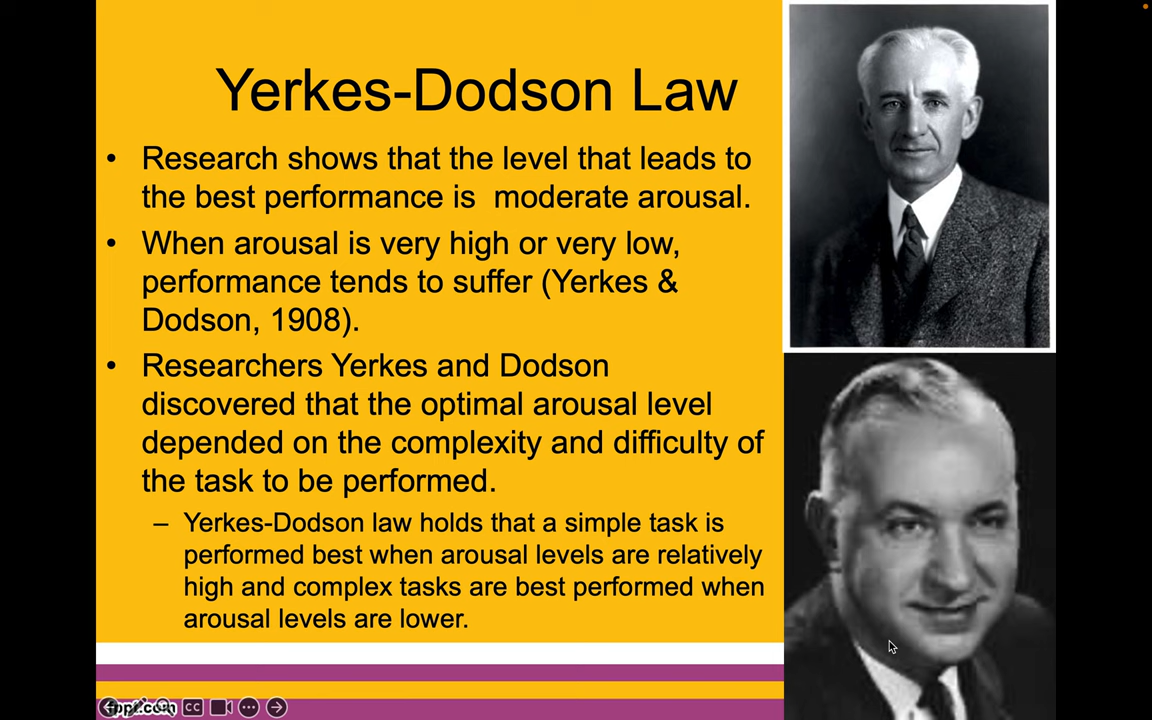 Yerkes-Dodson Law
• Research shows that the level that leads to
the best performance is  moderate arousal.
• When arousal is very high or very low,
performance tends to suffer (Yerkes &
Dodson, 1908).
• Researchers Yerkes and Dodson
discovered that the optimal arousal level
depended on the complexity and difficulty of
the task to be performed.
– Yerkes-Dodson law holds that a simple task is
performed best when arousal levels are relatively
high and complex tasks are best performed when
arousal levels are lower.
CC